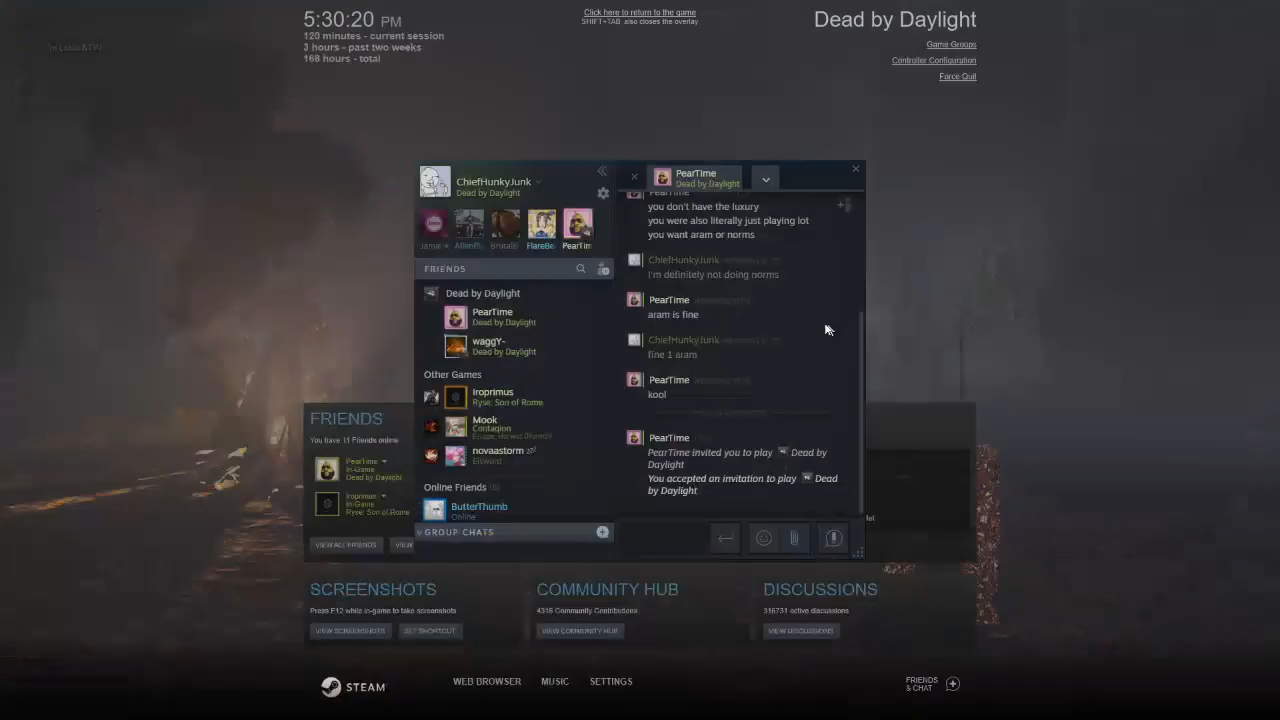 5:30:20 PM
120 minutes - current session
3 hours - past two weeks
168 hours - total
Click here to return to the game
SHIFT+TAB also closes the overlay
Dead by Daylight
Game Groups
Controller Configuration
Force Quit
ChiefHunkyJunk
Dead by Daylight
FlareBe
PearTim
FRIENDS
Dead by Daylight
PearTime
Dead by Daylight
waggY-
Dead by Daylight
Other Games
Iroprimus
Ryse: Son of Rome
Mook
Contagion
novaastorm zzz
Elsword
Online Friends (6)
ButterThumb
Online
GROUP CHATS
PearTime
Dead by Daylight
PearTime
you don't have the luxury
you were also literally just playing lol
you want aram or norms
ChiefHunkyJunk
I'm definitely not doing norms
PearTime
aram is fine
ChiefHunkyJunk
fine 1 aram
PearTime
kool
PearTime
PearTime invited you to play Dead by
Daylight
You accepted an invitation to play Dead
by Daylight
FRIENDS
You have 11 Friends online
PearTime
In-Game
Dead by Daylight
Iroprimus
In-Game
Ryse: Son of Rome
VIEW ALL FRIENDS
VIEW
SCREENSHOTS
Press F12 while in-game to take screenshots
VIEW SCREENSHOTS
SET SHORTCUT
COMMUNITY HUB
4316 Community Contributions
VIEW COMMUNITY HUB
DISCUSSIONS
316731 active discussions
VIEW DISCUSSIONS
STEAM
WEB BROWSER
MUSIC
SETTINGS
FRIENDS
& CHAT